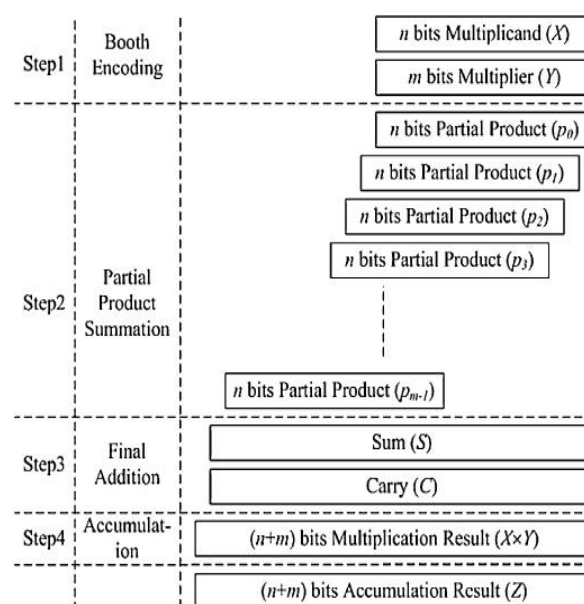 Step1
Booth
Encoding
n bits Multiplicand (X)
m bits Multiplier (Y)
Step2
Partial
Product
Summation
n bits Partial Product (p0)
n bits Partial Product (p1)
n bits Partial Product (p2)
n bits Partial Product (p3)
n bits Partial Product (pm-1)
Step3
Final
Addition
Sum (S)
Carry (C)
Step4
Accumulat-
ion
(n+m) bits Multiplication Result (X×Y)
(n+m) bits Accumulation Result (Z)